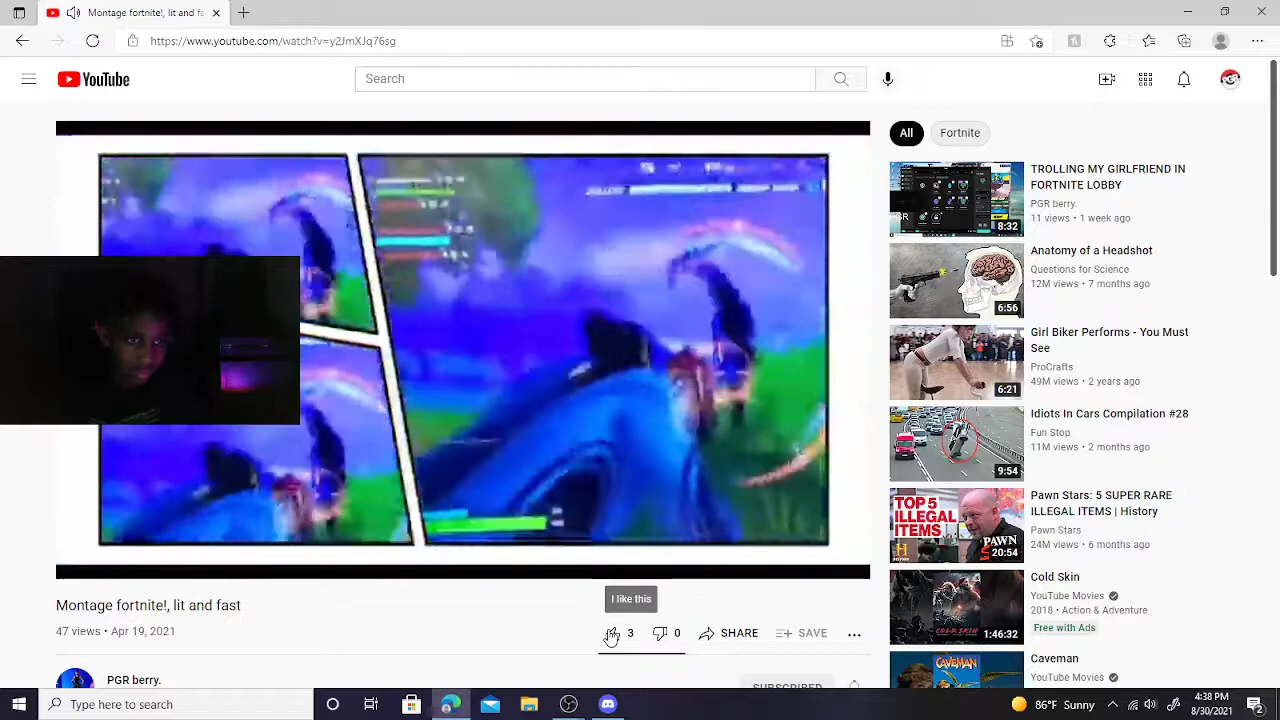 Montage fortnite!, lit and fa
https://www.youtube.com/watch?v=y2JmXJq76sg
YouTube
Search
PGR
All
Fortnite
TROLLING MY GIRLFRIEND IN
FORTNITE LOBBY
PGR berry.
11 views • 1 week ago
8:32
Anatomy of a Headshot
Questions for Science
12M views • 7 months ago
6:56
Girl Biker Performs - You Must
See
ProCrafts
49M views • 2 years ago
6:21
Idiots In Cars Compilation #28
Fun Stop
11M views • 2 months ago
9:54
TOP 5
ILLEGAL
ITEMS
H
PAWN
20:54
Pawn Stars: 5 SUPER RARE
ILLEGAL ITEMS | History
Pawn Stars
24M views • 6 months ago
COLD SKIN
1:46:32
Cold Skin
YouTube Movies
2018 • Action & Adventure
Free with Ads
CAVEMAN
Caveman
YouTube Movies
I like this
Montage fortnite!, lit and fast
47 views • Apr 19, 2021
3
0
SHARE
SAVE
PGR berry.
SUBSCRIBED
Type here to search
86°F Sunny
4:38 PM
8/30/2021
2